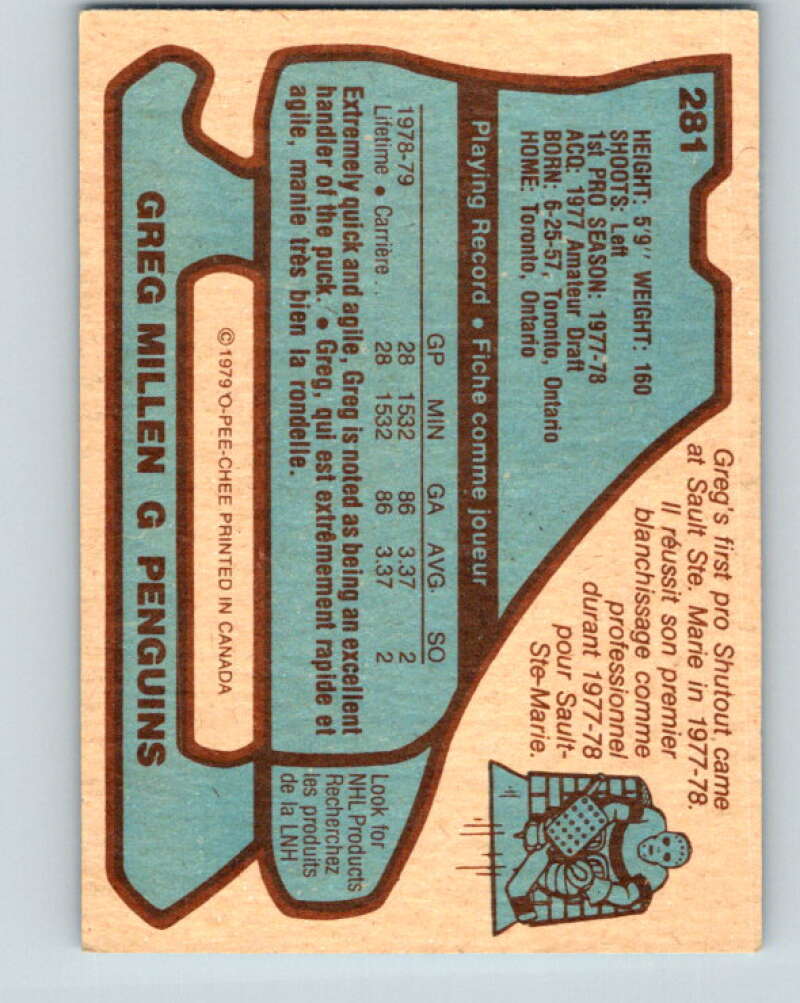 281
HEIGHT: 5'9'' WEIGHT: 160
SHOOTS: Left
1st PRO SEASON: 1977-78
ACQ: 1977 Amateur Draft
BORN: 6-25-57, Toronto, Ontario
HOME: Toronto, Ontario
Greg's first pro Shutout came
at Sault Ste. Marie in 1977-78.
Il réussit son premier
blanchissage comme
professionnel
durant 1977-78
pour Sault-
Ste-Marie.
Playing Record • Fiche comme joueur
GP MIN GA AVG. SO
1978-79 28 1532 86 3.37 2
Lifetime • Carrière .. 28 1532 86 3.37 2
Extremely quick and agile, Greg is noted as being an excellent
handler of the puck. • Greg, qui est extrêmement rapide et
agile, manie très bien la rondelle.
Look for
NHL Products
Recherchez
les produits
de la LNH
©1979 O-PEE-CHEE PRINTED IN CANADA
GREG MILLEN G PENGUINS